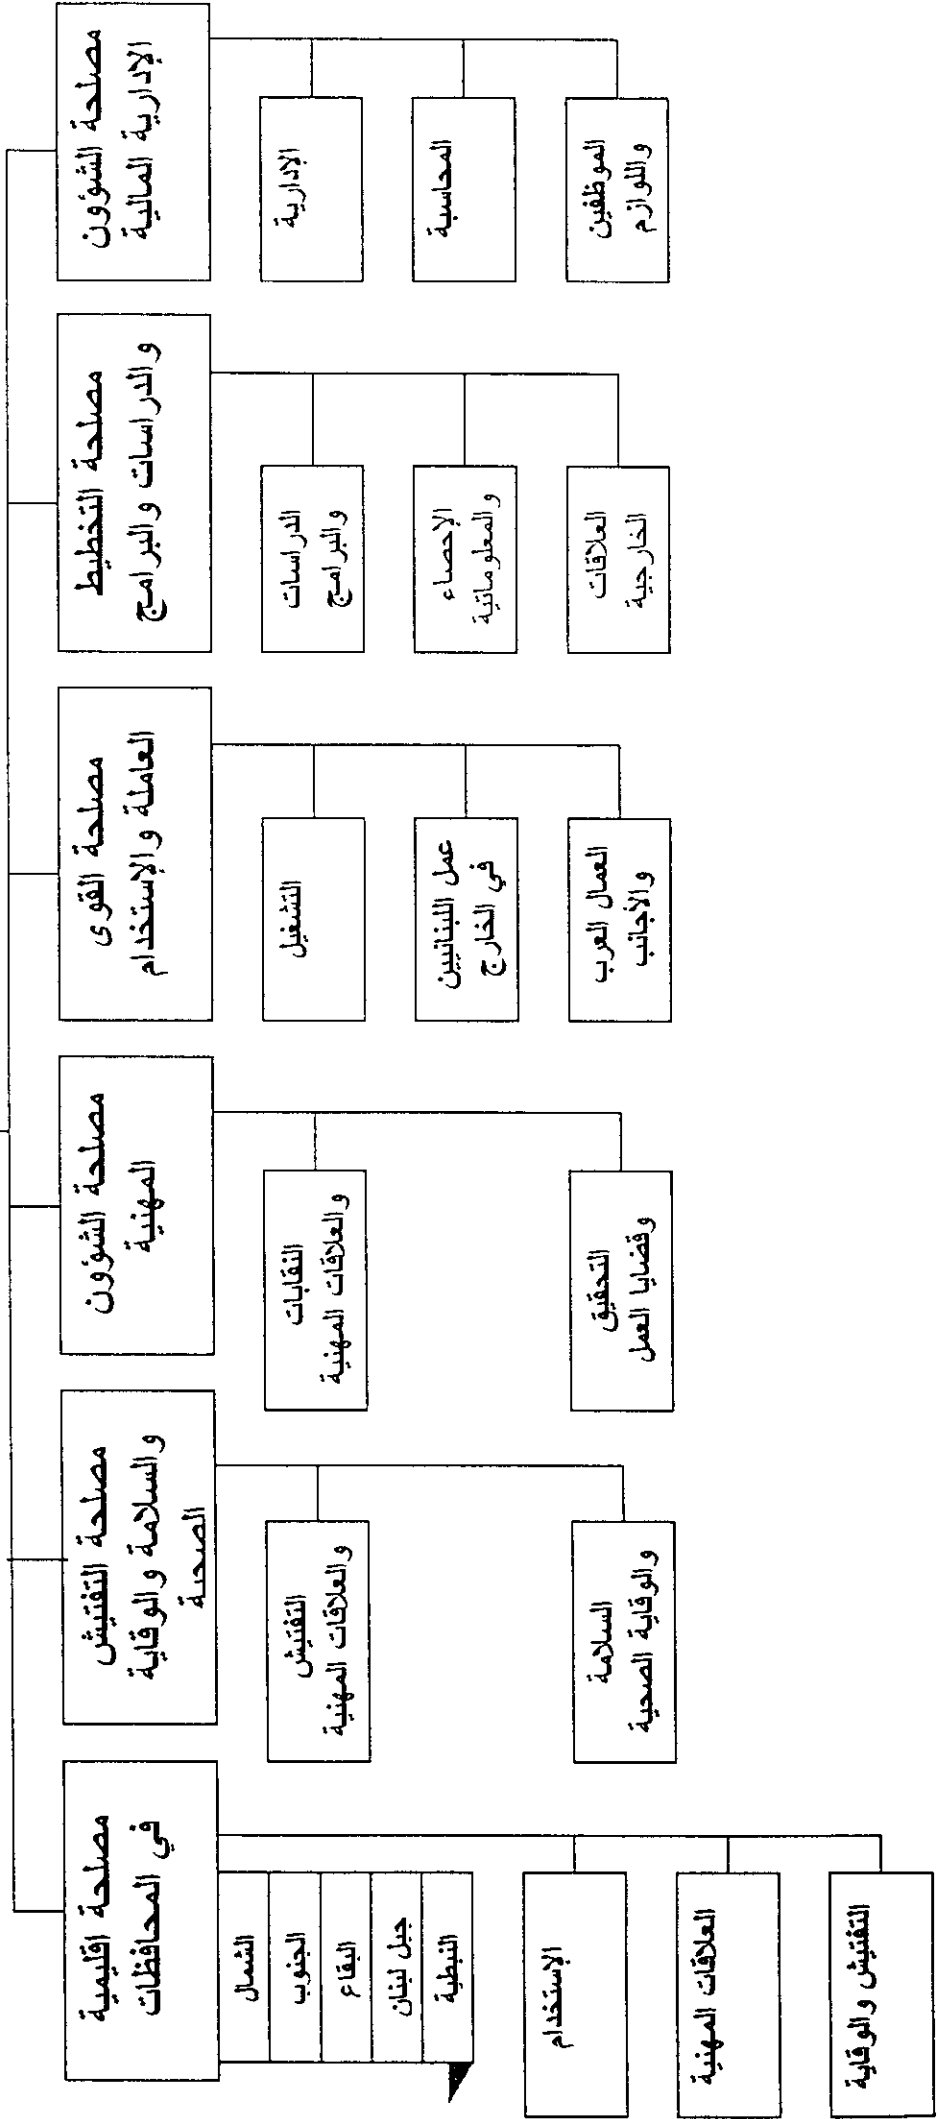 مصلحة الشؤون
الإدارية المالية
الإدارية
المحاسبة
الموظفين
واللوازم
مصلحة التخطيط
والدراسات والبرامج
الدراسات
والبرامج
الإحصاء
والمعلوماتية
العلاقات
الخارجية
مصلحة القوى
العاملة والإستخدام
التشغيل
عمل اللبنانيين
في الخارج
العمال العرب
والأجانب
مصلحة الشؤون
المهنية
النقابات
والعلاقات المهنية
التحقيق
وقضايا العمل
مصلحة التفتيش
والسلامة والوقاية
الصحية
التفتيش
والعلاقات المهنية
السلامة
والوقاية الصحية
مصلحة اقليمية
في المحافظات
الشمال
الجنوب
البقاع
جبل لبنان
النبطية
الإستخدام
العلاقات المهنية
التفتيش والوقاية